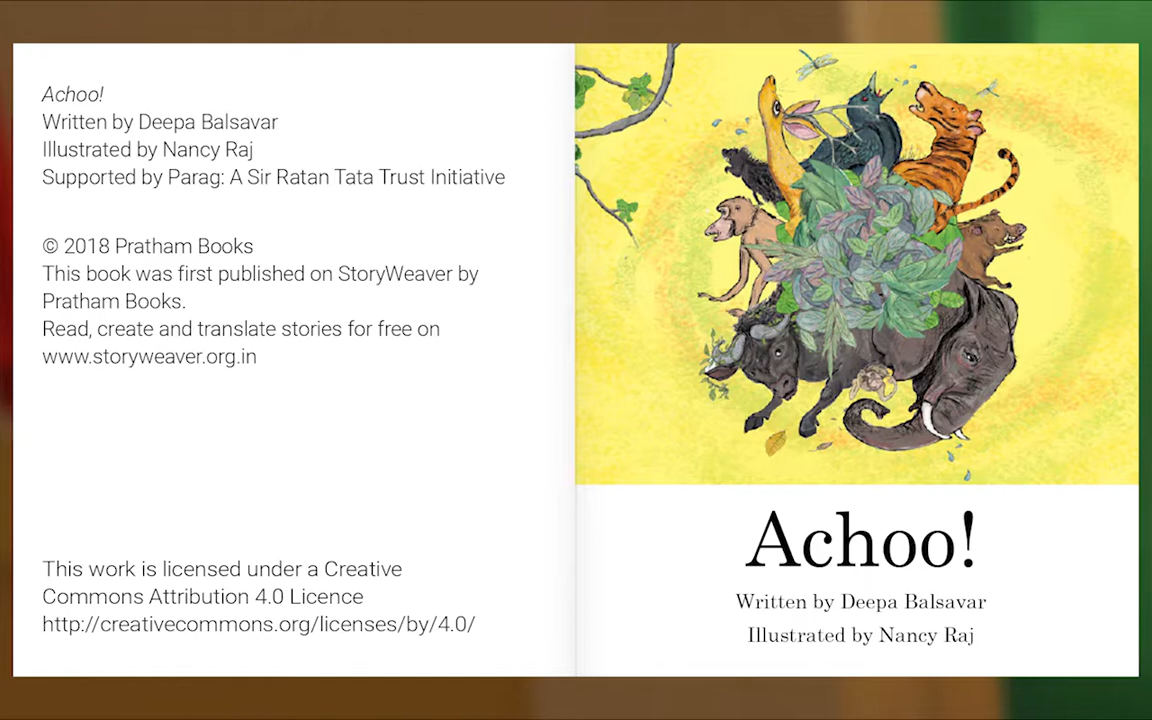 Achoo!
Written by Deepa Balsavar
Illustrated by Nancy Raj
Supported by Parag: A Sir Ratan Tata Trust Initiative
© 2018 Pratham Books
This book was first published on StoryWeaver by
Pratham Books.
Read, create and translate stories for free on
www.storyweaver.org.in
This work is licensed under a Creative
Commons Attribution 4.0 Licence
http://creativecommons.org/licenses/by/4.0/
Achoo!
Written by Deepa Balsavar
Illustrated by Nancy Raj